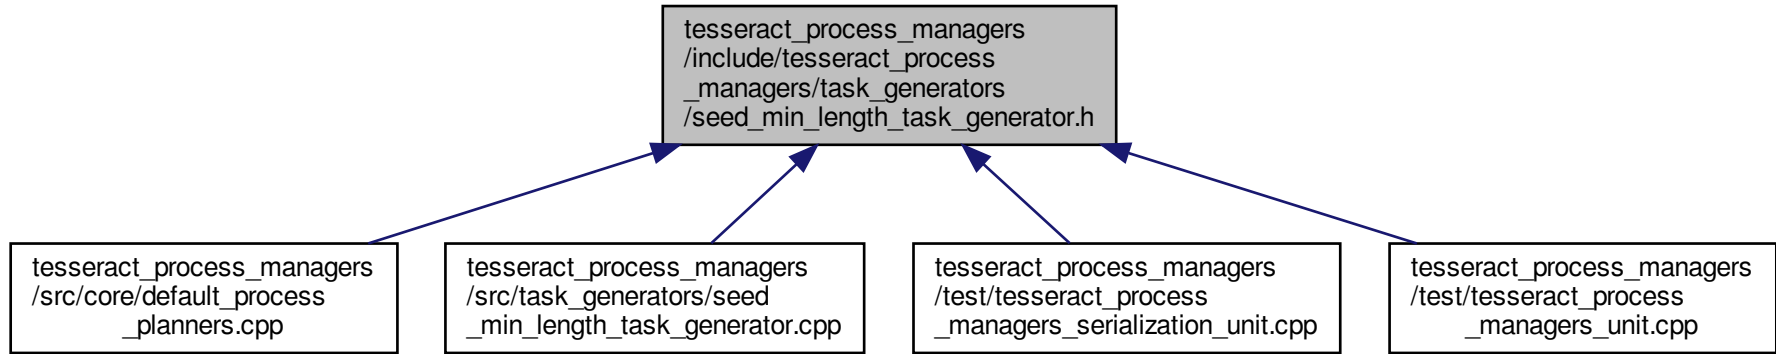 tesseract_process_managers
/include/tesseract_process
_managers/task_generators
/seed_min_length_task_generator.h
tesseract_process_managers
/src/core/default_process
_planners.cpp
tesseract_process_managers
/src/task_generators/seed
_min_length_task_generator.cpp
tesseract_process_managers
/test/tesseract_process
_managers_serialization_unit.cpp
tesseract_process_managers
/test/tesseract_process
_managers_unit.cpp